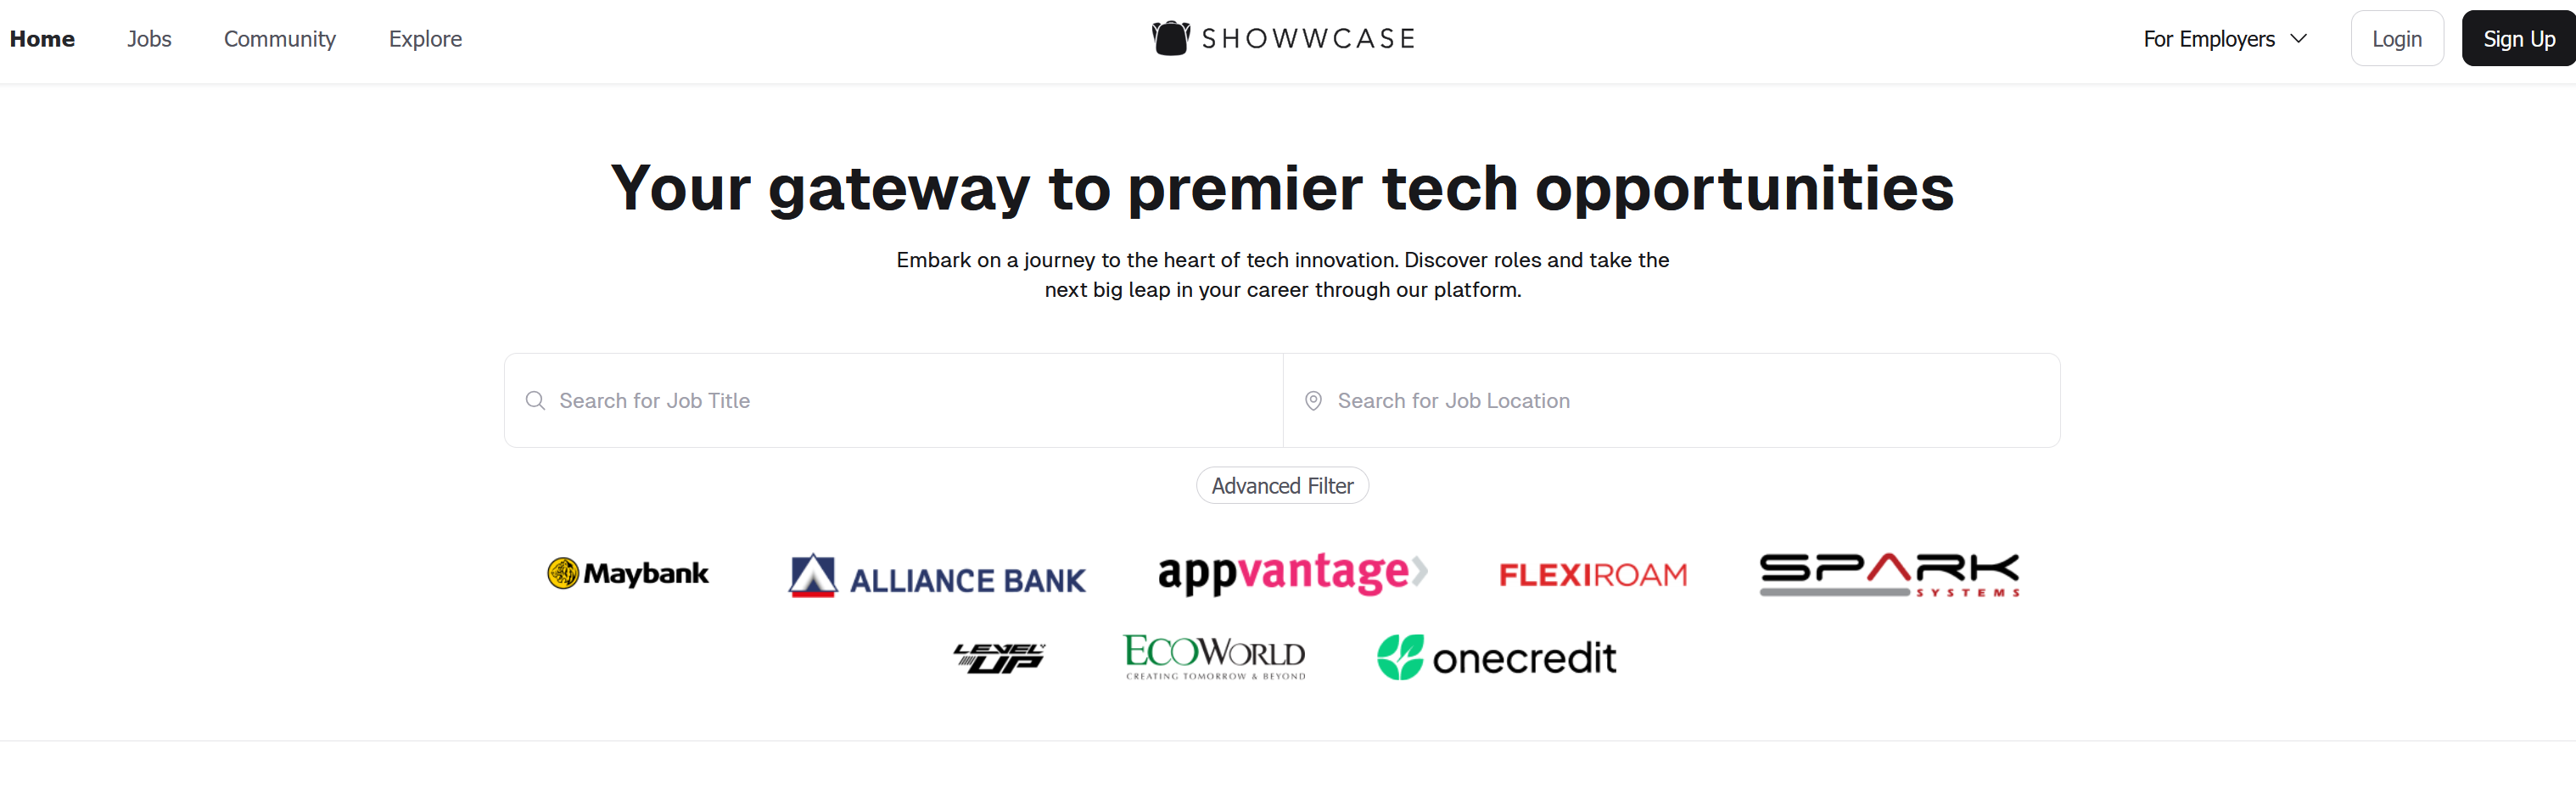 Home Jobs Community Explore SHOWWCASE For Employers Login Sign Up
Your gateway to premier tech opportunities
Embark on a journey to the heart of tech innovation. Discover roles and take the
next big leap in your career through our platform.
Search for Job Title Search for Job Location
Advanced Filter
Maybank ALLIANCE BANK appvantage FLEXIROAM SPARK
SYSTEMS
LEVEL UP ECOWORLD onecredit
CREATING TOMORROW & BEYOND